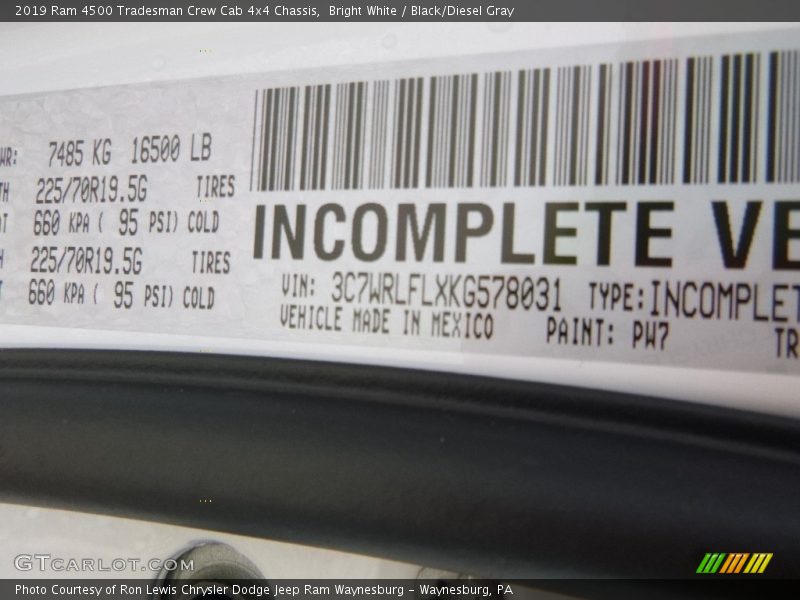 2019 Ram 4500 Tradesman Crew Cab 4x4 Chassis, Bright White / Black/Diesel Gray
WR: 7485 KG 16500 LB
TH 225/70R19.5G TIRES
660 KPA ( 95 PSI) COLD
225/70R19.5G TIRES
660 KPA ( 95 PSI) COLD
INCOMPLETE VE
VIN: 3C7WRLFLXKG578031 TYPE: INCOMPLET
VEHICLE MADE IN MEXICO PAINT: PW7
TR
GTCARLOT.COM
Photo Courtesy of Ron Lewis Chrysler Dodge Jeep Ram Waynesburg – Waynesburg, PA